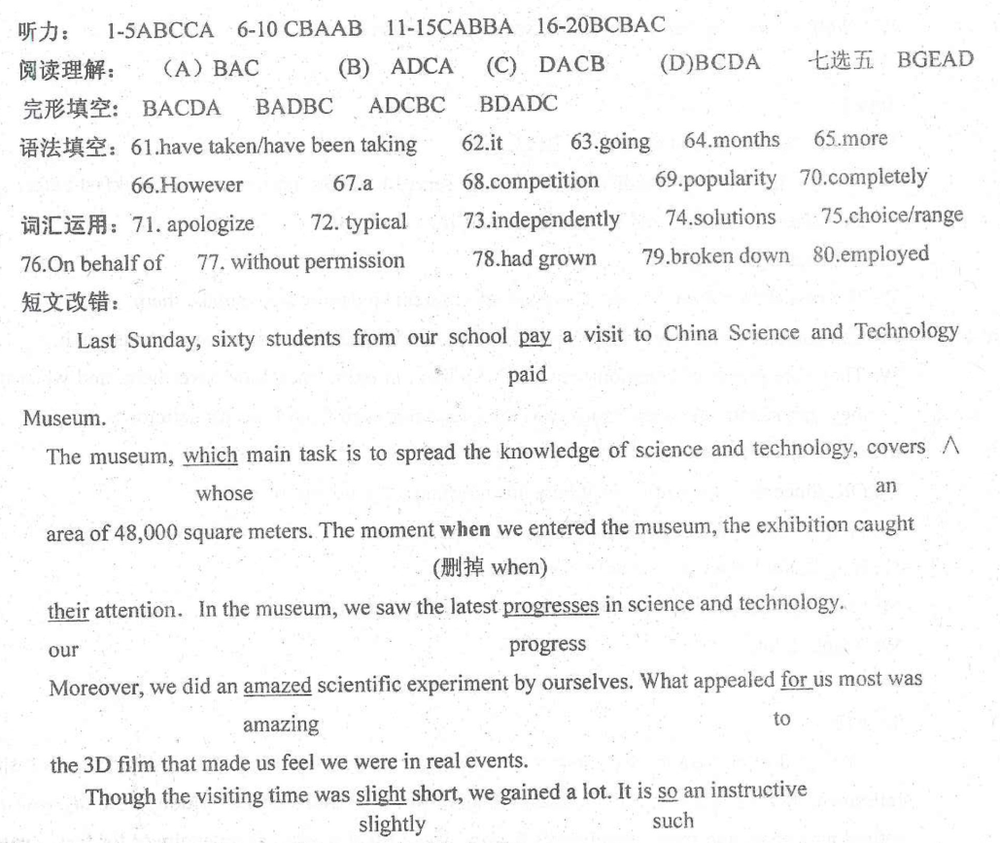 听力： 1-5ABCCA 6-10 CBAAB 11-15CABBA 16-20BCBAC
阅读理解： （A）BAC (B) ADCA (C) DACB (D)BCDA 七选五 BGEAD
完形填空: BACDA BADBC ADCBC BDADC
语法填空：61.have taken/have been taking 62.it 63.going 64.months 65.more
66.However 67.a 68.competition 69.popularity 70.completely
词汇运用：71. apologize 72. typical 73.independently 74.solutions 75.choice/range
76.On behalf of 77. without permission 78.had grown 79.broken down 80.employed
短文改错：
Last Sunday, sixty students from our school pay a visit to China Science and Technology
paid
Museum.
The museum, which main task is to spread the knowledge of science and technology, covers ∧
whose an
area of 48,000 square meters. The moment when we entered the museum, the exhibition caught
(删掉 when)
their attention. In the museum, we saw the latest progresses in science and technology.
our progress
Moreover, we did an amazed scientific experiment by ourselves. What appealed for us most was
amazing to
the 3D film that made us feel we were in real events.
Though the visiting time was slight short, we gained a lot. It is so an instructive
slightly such